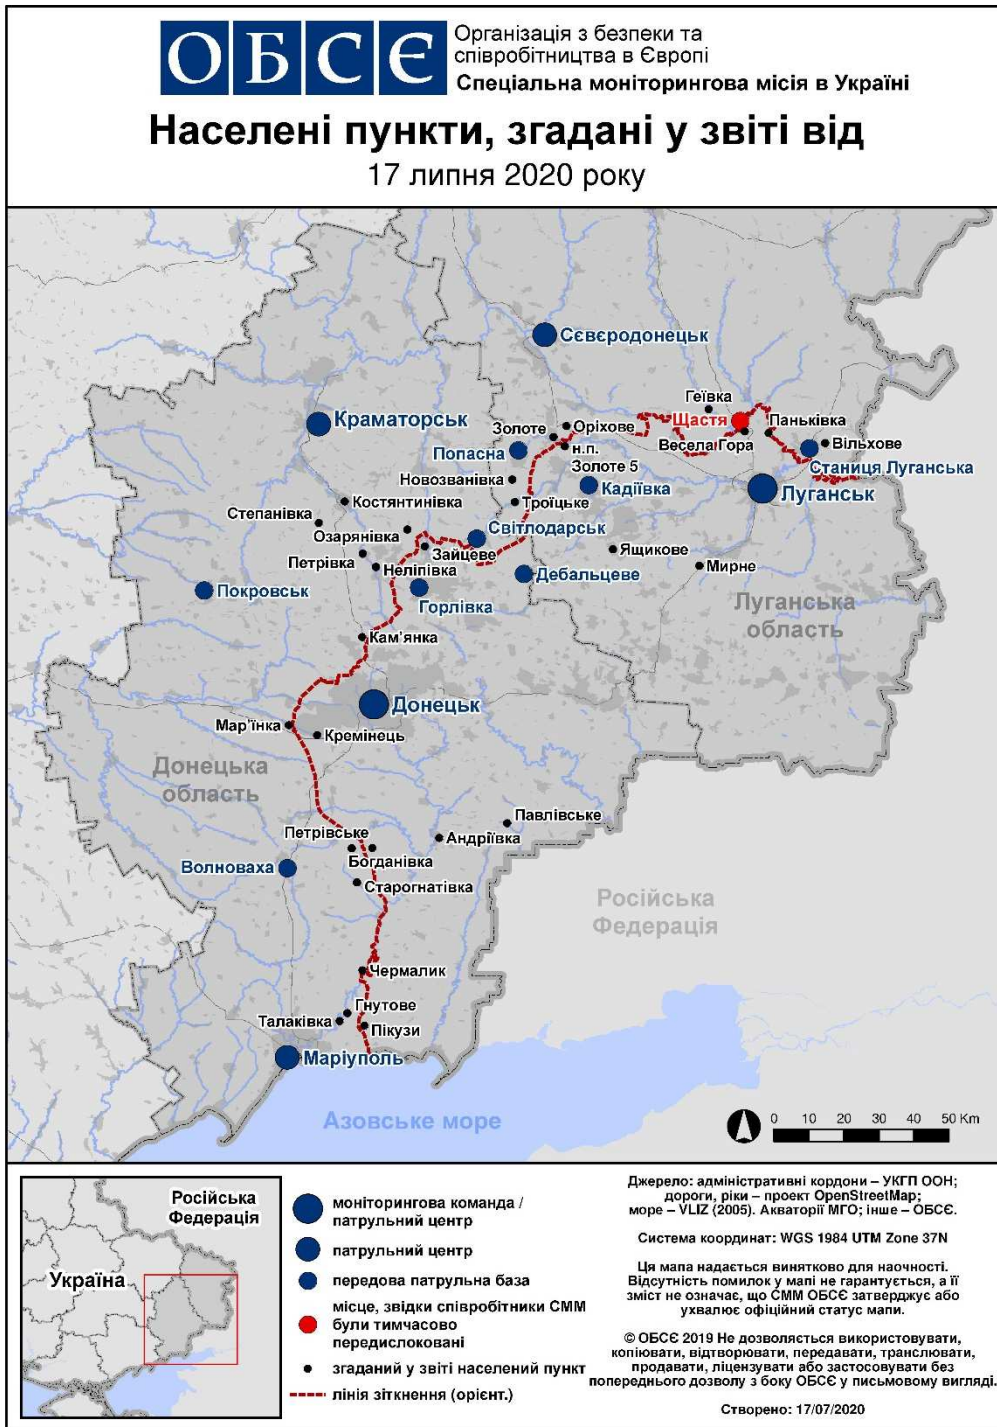 ОБСЄ
Організація з безпеки та
співробітництва в Європі
Спеціальна моніторингова місія в Україні
Населені пункти, згадані у звіті від
17 липня 2020 року
Сєвєродонецьк
Геївка
Краматорськ
Щастя
Паньківка
Оріхове
Золоте
Весела Гора
Вільхове
н.п.
Золоте 5
Попасна
Станиця Луганська
Новозванівка
Кадіївка
Луганськ
Костянтинівка
Троїцьке
Степанівка
Озарянівка
Світлодарськ
Зайцеве
Ящикове
Петрівка
Неліпівка
Мирне
Дебальцеве
Покровськ
Горлівка
Луганська
область
Кам'янка
Донецьк
Мар'їнка
Кремінець
Донецька
область
Павлівське
Петрівське
Андріївка
Богданівка
Волноваха
Старогнатівка
Російська
Федерація
Чермалик
Гнутове
Талаківка
Пікузи
Маріуполь
Азовське море
0 10 20 30 40 50 Km
Російська
Федерація
Україна
моніторингова команда /
патрульний центр
патрульний центр
передова патрульна база
місце, звідки співробітники СММ
були тимчасово
передислоковані
згаданий у звіті населений пункт
лінія зіткнення (орієнт.)
Джерело: адміністративні кордони – УКГП ООН;
дороги, ріки – проект OpenStreetMap;
море – VLIZ (2005). Акваторії МГО; інше – ОБСЄ.
Система координат: WGS 1984 UTM Zone 37N
Ця мапа надається винятково для наочності.
Відсутність помилок у мапі не гарантується, а її
зміст не означає, що СММ ОБСЄ затверджує або
ухвалює офіційний статус мапи.
© ОБСЄ 2019 Не дозволяється використовувати,
копіювати, відтворювати, передавати, транслювати,
продавати, ліцензувати або застосовувати без
попереднього дозволу з боку ОБСЄ у письмовому вигляді.
Створено: 17/07/2020